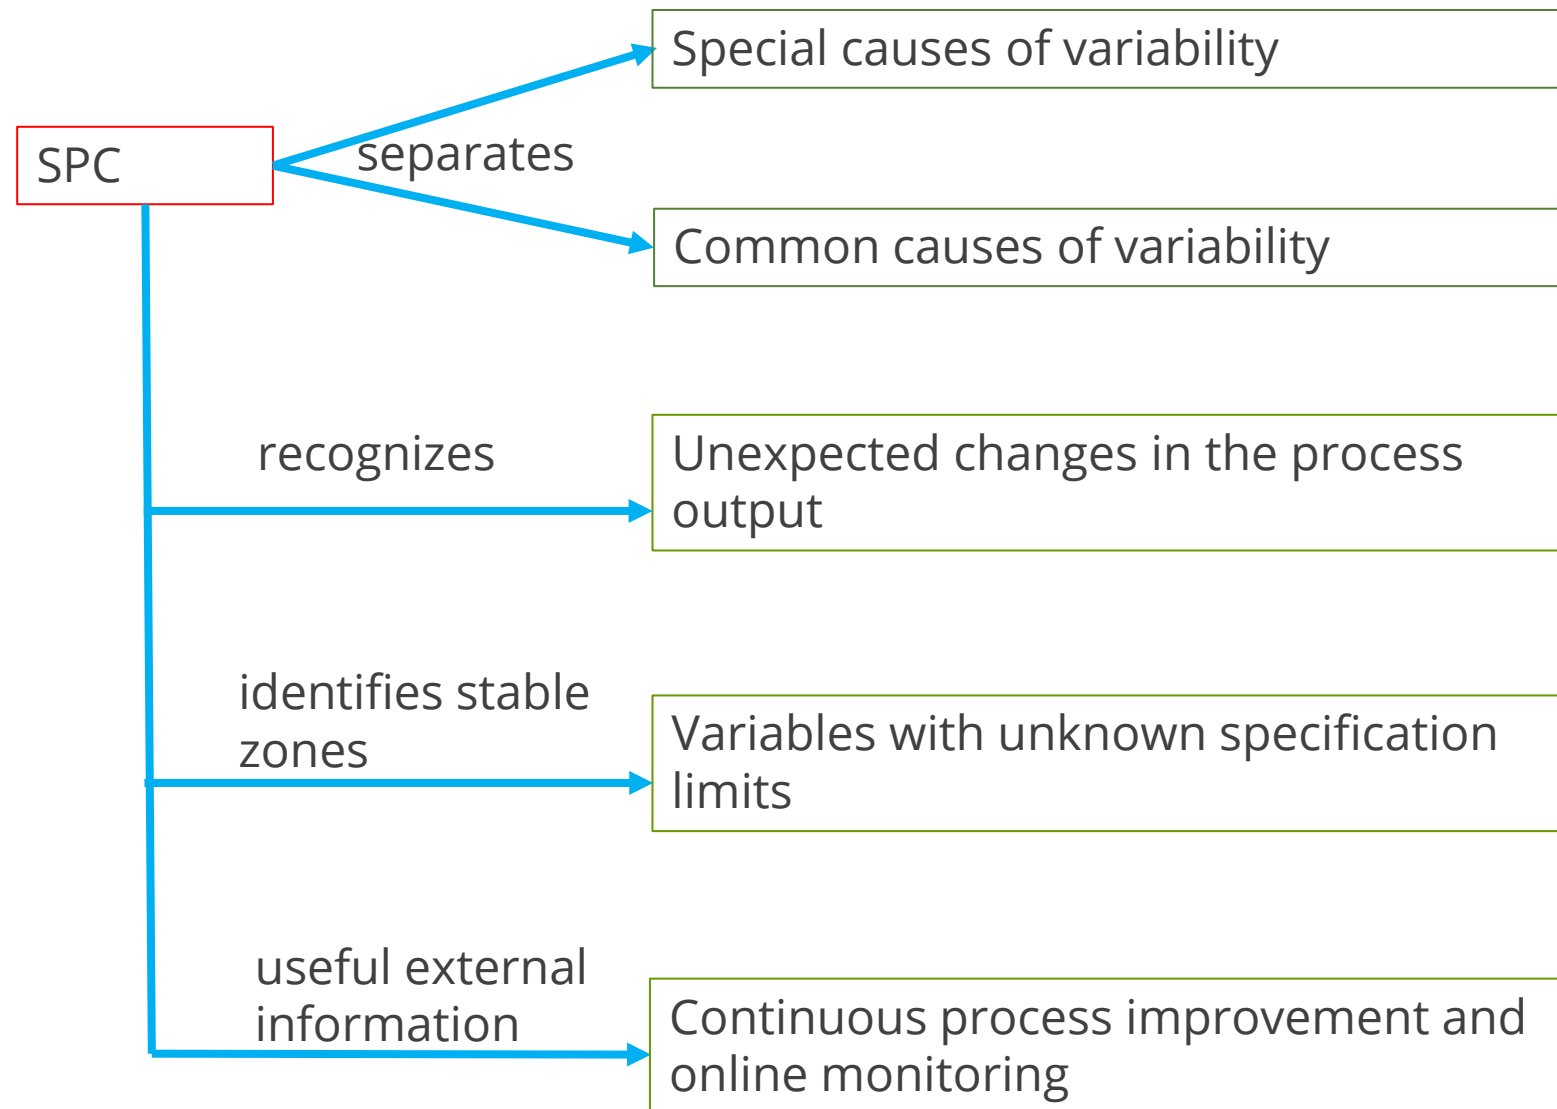 Special causes of variability
SPC
separates
Common causes of variability
recognizes
Unexpected changes in the process
output
identifies stable
zones
Variables with unknown specification
limits
useful external
information
Continuous process improvement and
online monitoring